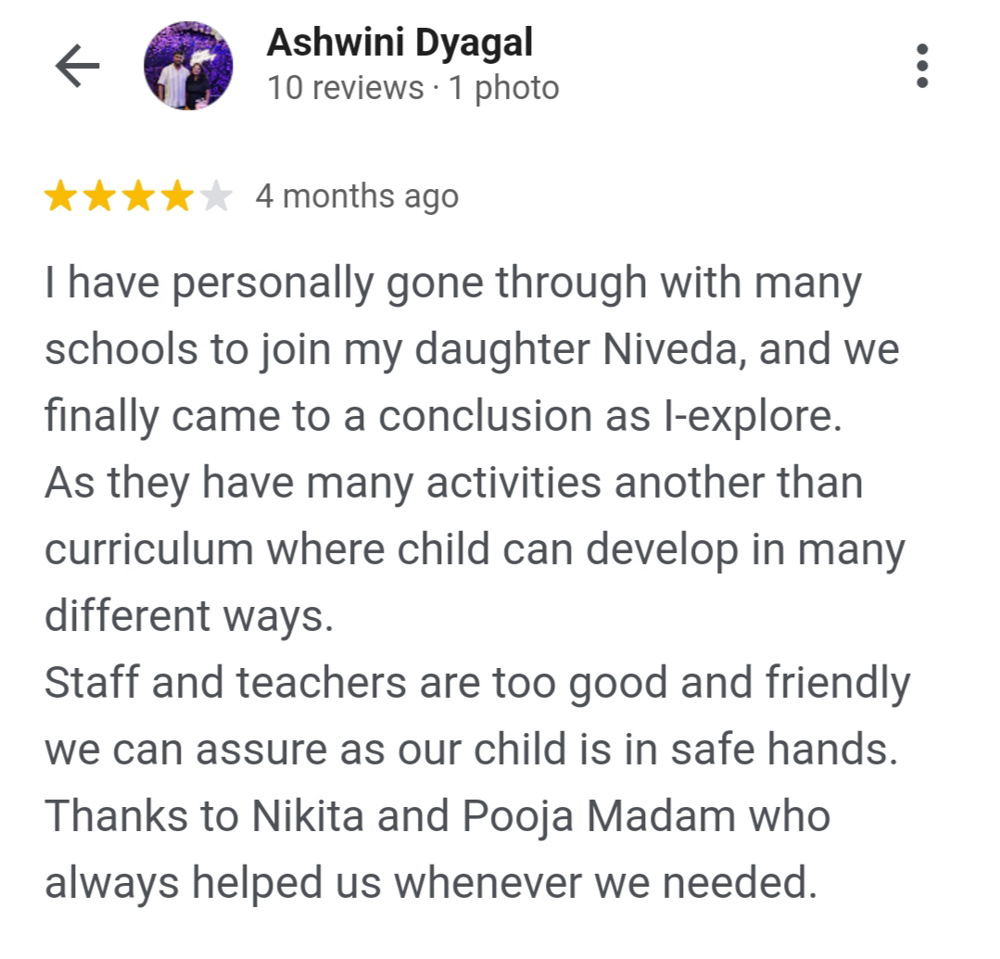 Ashwini Dyagal
10 reviews · 1 photo
4 months ago
I have personally gone through with many
schools to join my daughter Niveda, and we
finally came to a conclusion as I-explore.
As they have many activities another than
curriculum where child can develop in many
different ways.
Staff and teachers are too good and friendly
we can assure as our child is in safe hands.
Thanks to Nikita and Pooja Madam who
always helped us whenever we needed.